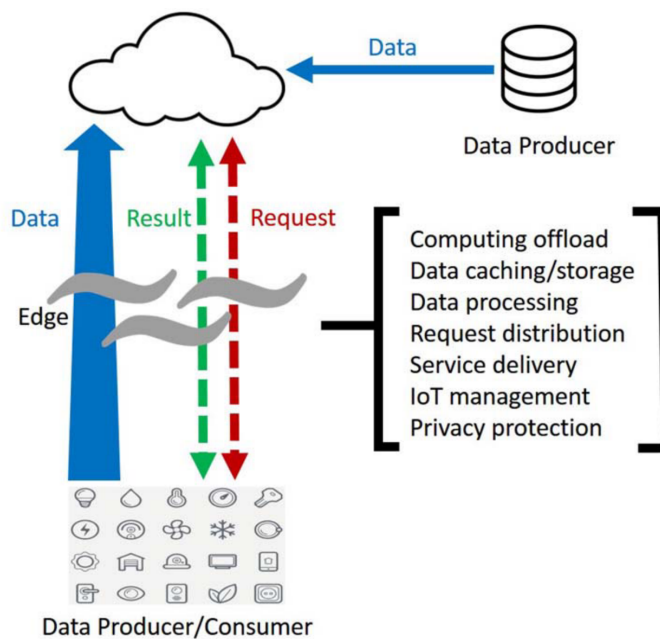 Data
Data Producer
Data
Result
Request
Edge
Computing offload
Data caching/storage
Data processing
Request distribution
Service delivery
IoT management
Privacy protection
Data Producer/Consumer